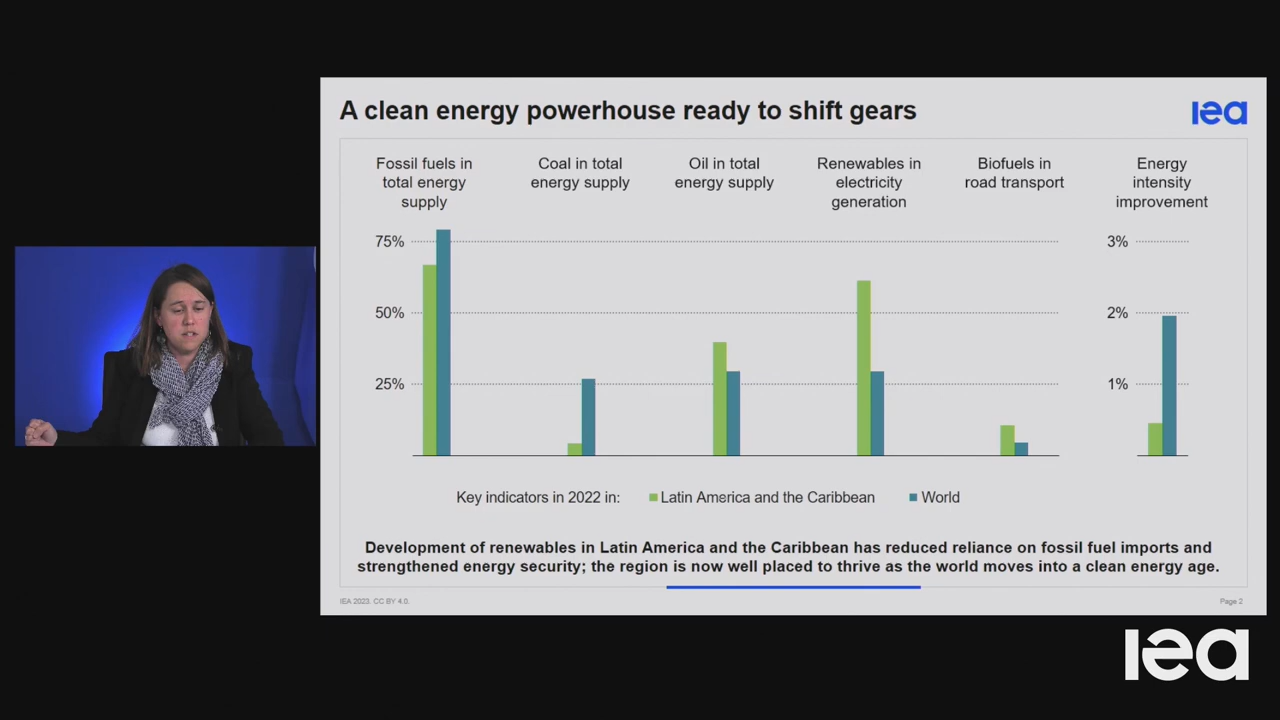 A clean energy powerhouse ready to shift gears
iea
Fossil fuels in
total energy
supply
Coal in total
energy supply
Oil in total
energy supply
Renewables in
electricity
generation
Biofuels in
road transport
Energy
intensity
improvement
75%
50%
25%
3%
2%
1%
Key indicators in 2022 in:
Latin America and the Caribbean
World
Development of renewables in Latin America and the Caribbean has reduced reliance on fossil fuel imports and
strengthened energy security; the region is now well placed to thrive as the world moves into a clean energy age.
IEA 2023. CC BY 4.0.
Page 2
iea